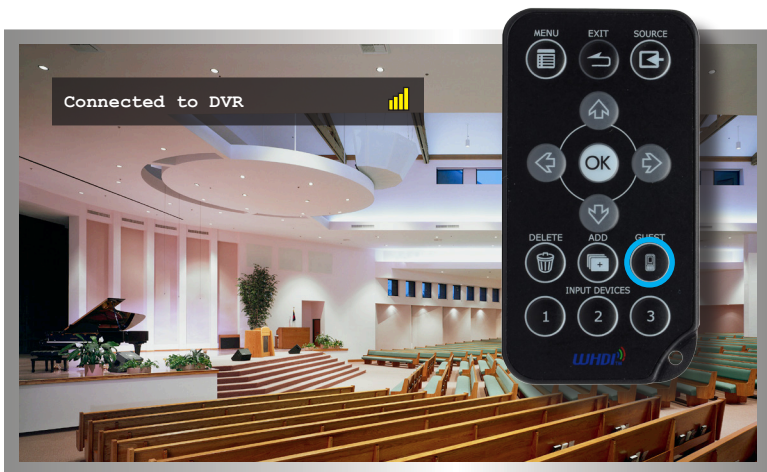 Connected to DVR
MENU EXIT SOURCE
OK
DELETE ADD GUEST
INPUT DEVICES
1 2 3
WHDI